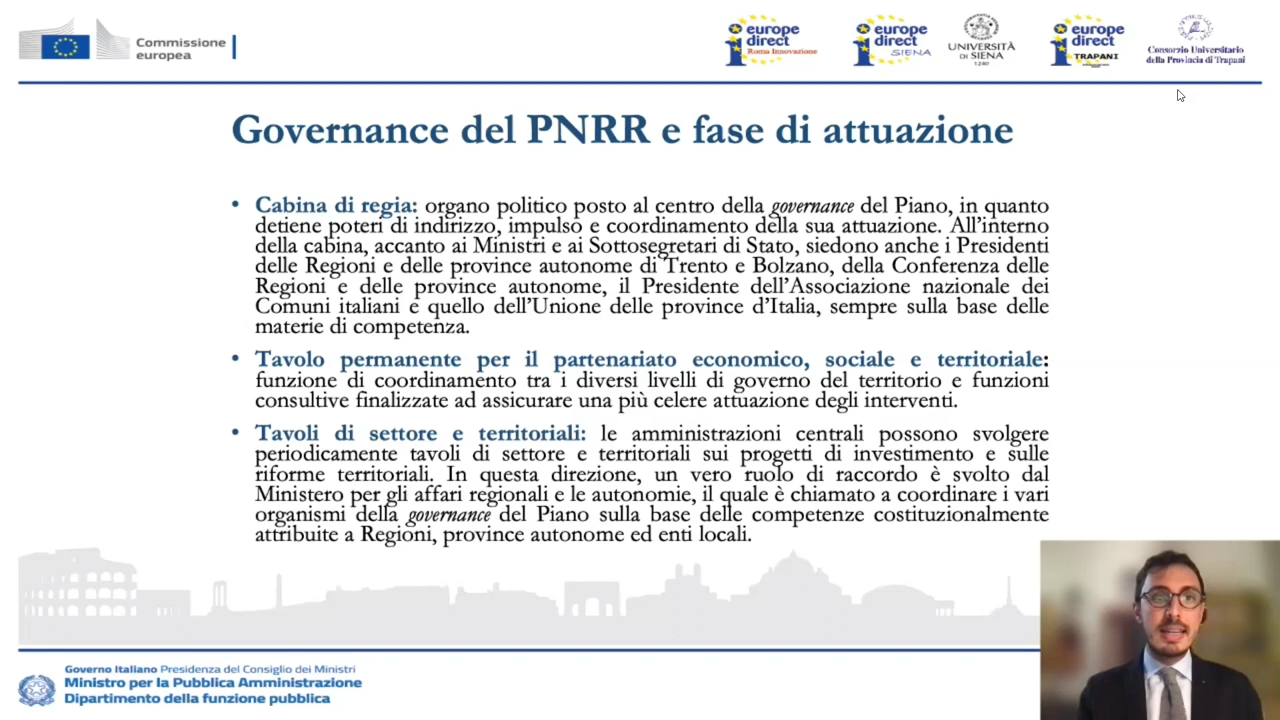 Commissione
europea
europe
direct
Roma Innovazione
europe
direct
SIENA
UNIVERSITÀ
DI SIENA
1240
europe
direct
TRAPANI
Consorzio Universitario
della Provincia di Trapani
Governance del PNRR e fase di attuazione
• Cabina di regia: organo politico posto al centro della governance del Piano, in quanto
detiene poteri di indirizzo, impulso e coordinamento della sua attuazione. All’interno
della cabina, accanto ai Ministri e ai Sottosegretari di Stato, siedono anche i Presidenti
delle Regioni e delle province autonome di Trento e Bolzano, della Conferenza delle
Regioni e delle province autonome, il Presidente dell’Associazione nazionale dei
Comuni italiani e quello dell’Unione delle province d’Italia, sempre sulla base delle
materie di competenza.
• Tavolo permanente per il partenariato economico, sociale e territoriale:
funzione di coordinamento tra i diversi livelli di governo del territorio e funzioni
consultive finalizzate ad assicurare una più celere attuazione degli interventi.
• Tavoli di settore e territoriali: le amministrazioni centrali possono svolgere
periodicamente tavoli di settore e territoriali sui progetti di investimento e sulle
riforme territoriali. In questa direzione, un vero ruolo di raccordo è svolto dal
Ministero per gli affari regionali e le autonomie, il quale è chiamato a coordinare i vari
organismi della governance del Piano sulla base delle competenze costituzionalmente
attribuite a Regioni, province autonome ed enti locali.
Governo Italiano Presidenza del Consiglio dei Ministri
Ministro per la Pubblica Amministrazione
Dipartimento della funzione pubblica